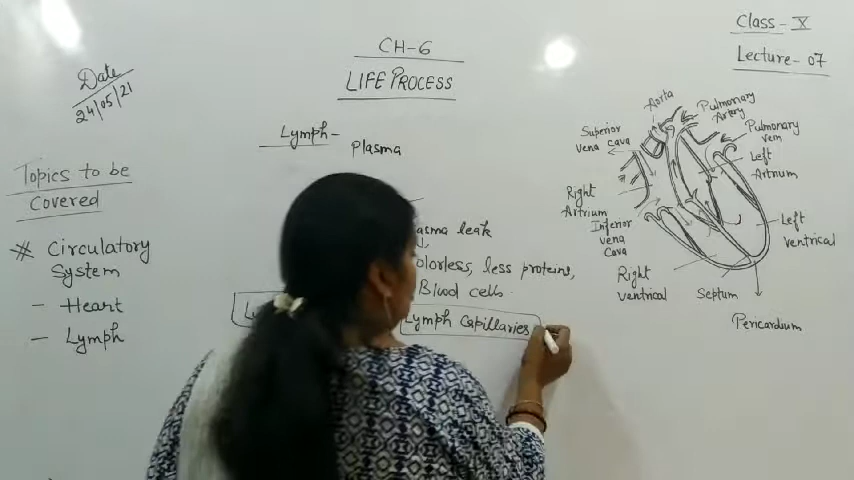 Date
24/05/21
Topics to be
Covered
* Circulatory
System
- Heart
- Lymph
CH-6
LIFE PROCESS
Lymph -
Plasma
asma leak
olorless, less proteins,
Blood cells.
Lymph Capillaries
Class - X
Lecture - 07
Aorta
Pulmonary
Artery
Superior
vena cava
Pulmonary
vein
Left
Artrium
Right
Artrium
Inferior
vena
Cava
Left
ventrical
Right
ventrical
Septum
Pericardium